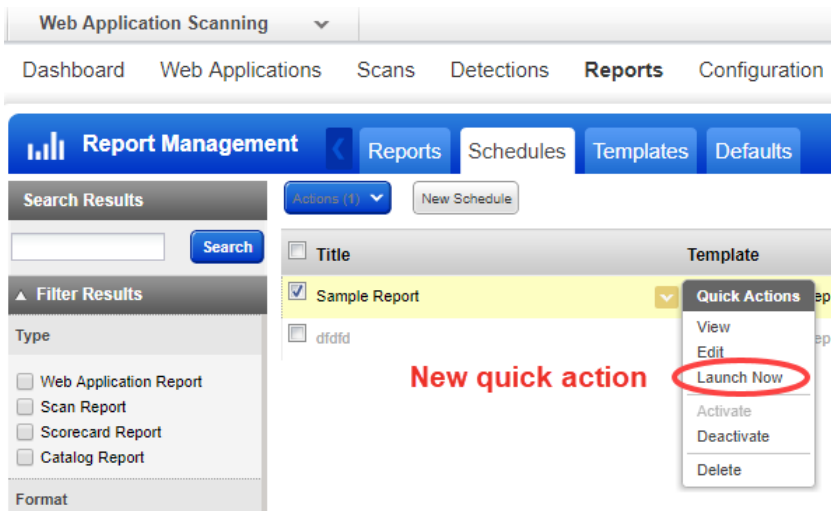 Web Application Scanning
Dashboard Web Applications Scans Detections Reports Configuration
Report Management Reports Schedules Templates Defaults
Search Results
Actions (1) New Schedule
Search
Title Template
Filter Results
Sample Report
Quick Actions ep
Type
dfdfd
View ep
Edit
Web Application Report
New quick action
Launch Now
Scan Report
Scorecard Report
Activate
Catalog Report
Deactivate
Format
Delete